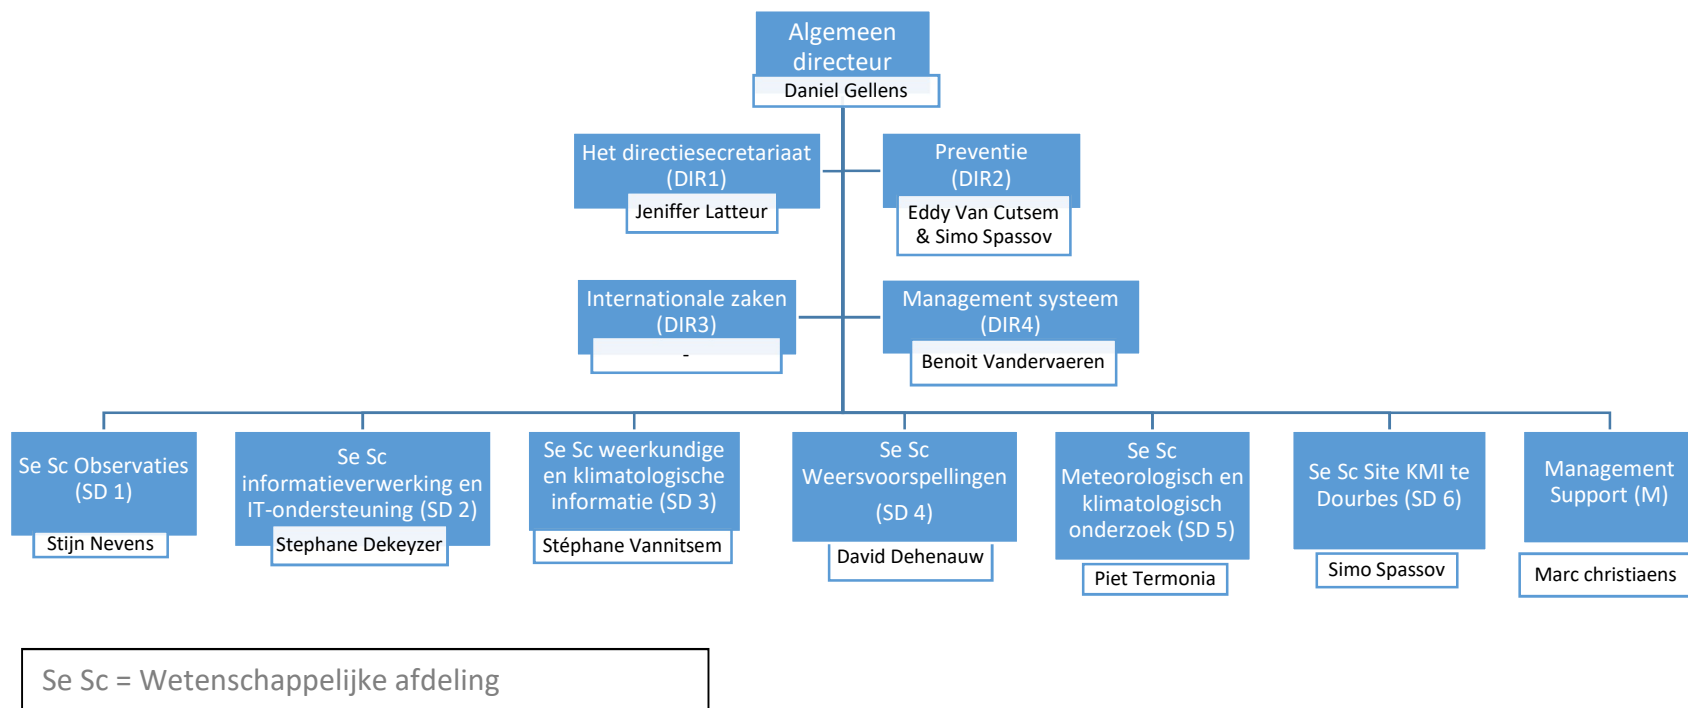 Algemeen
directeur
Daniel Gellens
Het directiesecretariaat
(DIR1)
Jeniffer Latteur
Preventie
(DIR2)
Eddy Van Cutsem
& Simo Spassov
Internationale zaken
(DIR3)
-
Management systeem
(DIR4)
Benoit Vandervaeren
Se Sc Observaties
(SD 1)
Stijn Nevens
Se Sc
informatieverwerking en
IT-ondersteuning (SD 2)
Stephane Dekeyzer
Se Sc weerkundige
en klimatologische
informatie (SD 3)
Stéphane Vannitsem
Se Sc
Weersvoorspellingen
(SD 4)
David Dehenauw
Se Sc
Meteorologisch en
klimatologisch
onderzoek (SD 5)
Piet Termonia
Se Sc Site KMI te
Dourbes (SD 6)
Simo Spassov
Management
Support (M)
Marc christiaens
Se Sc = Wetenschappelijke afdeling